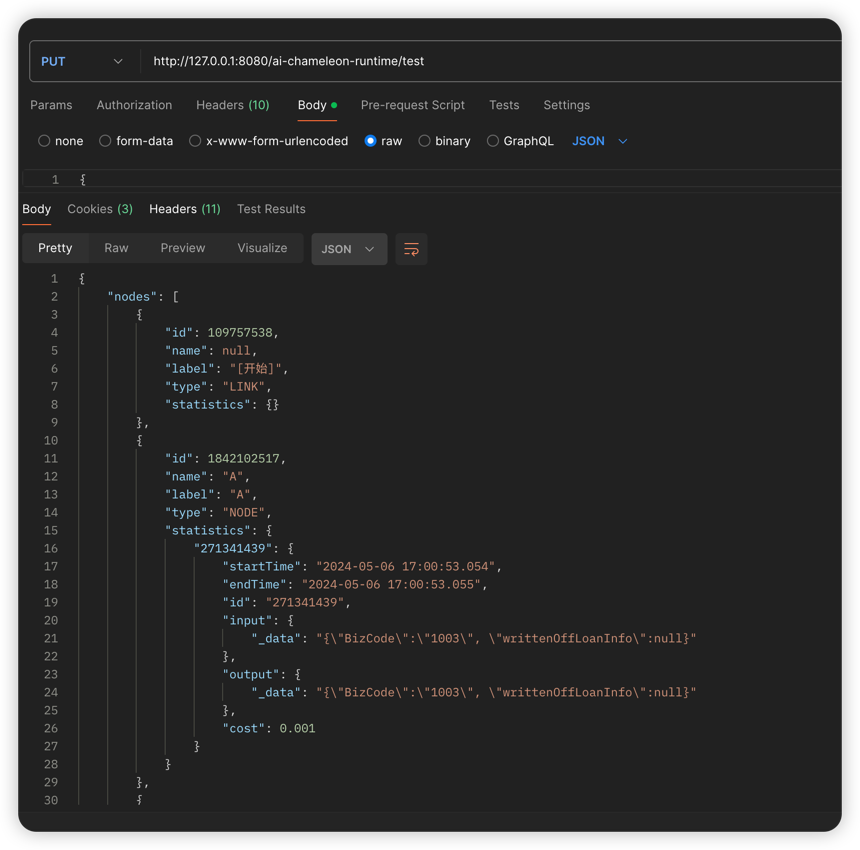 PUT http://127.0.0.1:8080/ai-chameleon-runtime/test
Params Authorization Headers (10) Body Pre-request Script Tests Settings
none form-data x-www-form-urlencoded raw binary GraphQL JSON
1 {
Body Cookies (3) Headers (11) Test Results
Pretty Raw Preview Visualize JSON
1 {
2 "nodes": [
3 {
4 "id": 109757538,
5 "name": null,
6 "label": "[开始]",
7 "type": "LINK",
8 "statistics": {}
9 },
10 {
11 "id": 1842102517,
12 "name": "A",
13 "label": "A",
14 "type": "NODE",
15 "statistics": {
16 "271341439": {
17 "startTime": "2024-05-06 17:00:53.054",
18 "endTime": "2024-05-06 17:00:53.055",
19 "id": "271341439",
20 "input": {
21 "_data": "{\"BizCode\":\"1003\", \"writtenOffLoanInfo\":null}"
22 },
23 "output": {
24 "_data": "{\"BizCode\":\"1003\", \"writtenOffLoanInfo\":null}"
25 },
26 "cost": 0.001
27 }
28 }
29 },
30 {